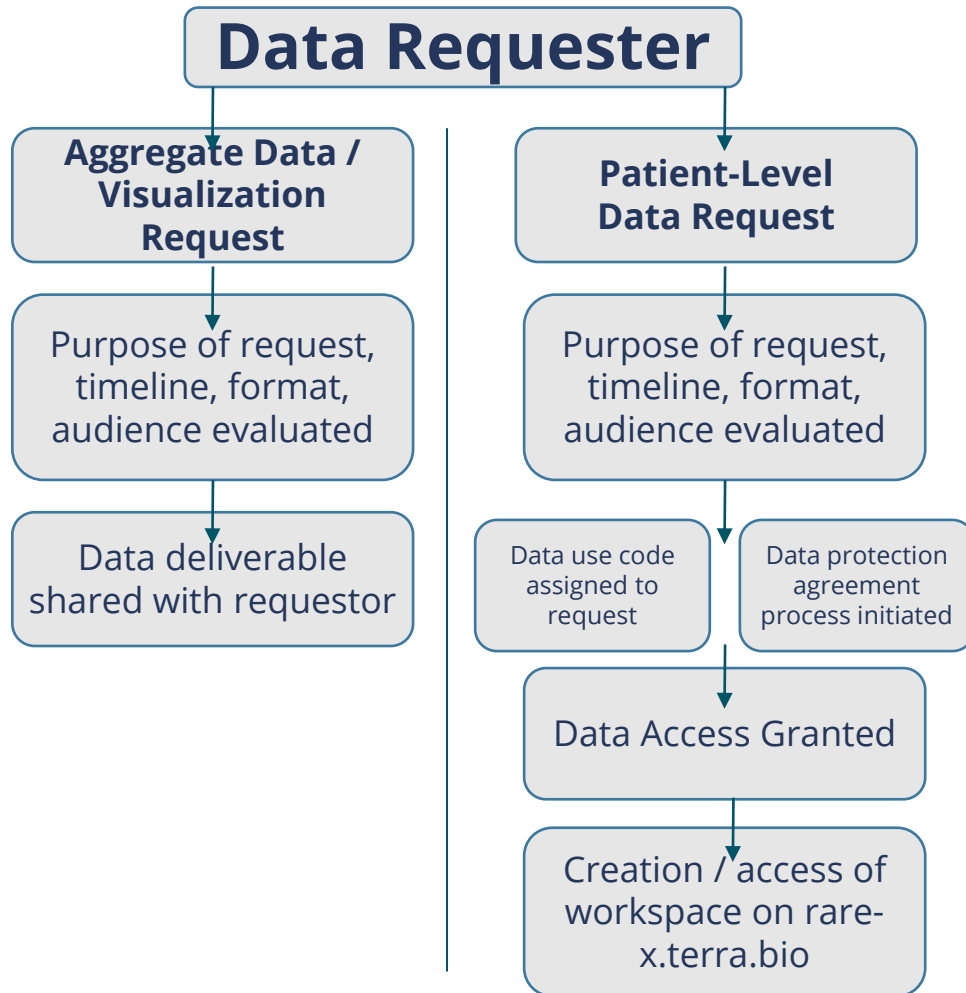 Data Requester
Aggregate Data /
Visualization
Request
Purpose of request,
timeline, format,
audience evaluated
Data deliverable
shared with requestor
Patient-Level
Data Request
Purpose of request,
timeline, format,
audience evaluated
Data use code
assigned to
request
Data protection
agreement
process initiated
Data Access Granted
Creation / access of
workspace on rare-
x.terra.bio